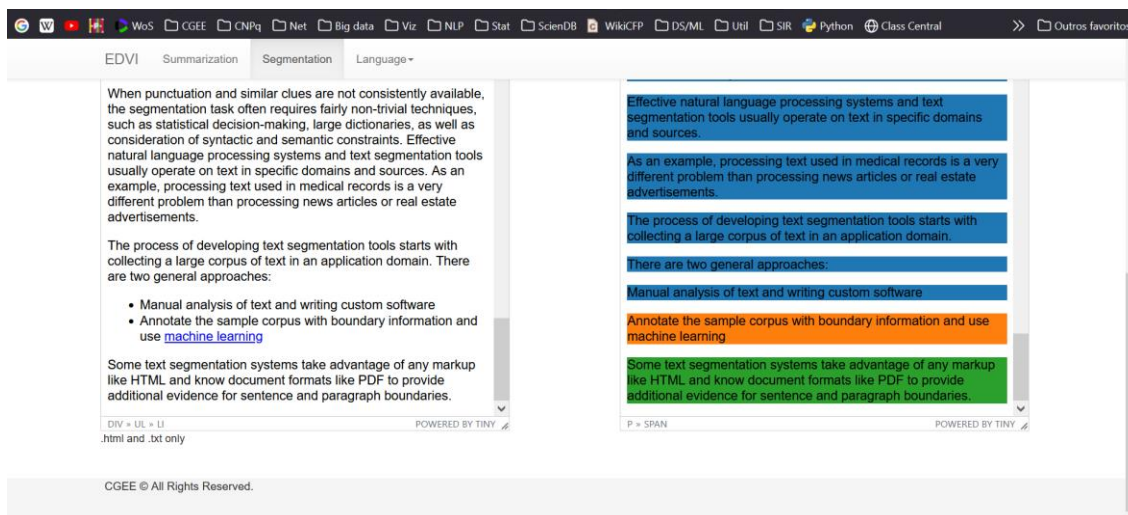 WoS CGEE CNPq Net Big data Viz NLP Stat ScienDB WikiCFP DS/ML Util SIR Python Class Central Outros favoritos
EDVI Summarization Segmentation Language
When punctuation and similar clues are not consistently available,
the segmentation task often requires fairly non-trivial techniques,
such as statistical decision-making, large dictionaries, as well as
consideration of syntactic and semantic constraints. Effective
natural language processing systems and text segmentation tools
usually operate on text in specific domains and sources. As an
example, processing text used in medical records is a very
different problem than processing news articles or real estate
advertisements.
The process of developing text segmentation tools starts with
collecting a large corpus of text in an application domain. There
are two general approaches:
• Manual analysis of text and writing custom software
• Annotate the sample corpus with boundary information and
use machine learning
Some text segmentation systems take advantage of any markup
like HTML and know document formats like PDF to provide
additional evidence for sentence and paragraph boundaries.
DIV » UL » LI POWERED BY TINY
.html and .txt only
Effective natural language processing systems and text
segmentation tools usually operate on text in specific domains
and sources.
As an example, processing text used in medical records is a very
different problem than processing news articles or real estate
advertisements.
The process of developing text segmentation tools starts with
collecting a large corpus of text in an application domain.
There are two general approaches:
Manual analysis of text and writing custom software
Annotate the sample corpus with boundary information and use
machine learning
Some text segmentation systems take advantage of any markup
like HTML and know document formats like PDF to provide
additional evidence for sentence and paragraph boundaries.
P » SPAN POWERED BY TINY
CGEE © All Rights Reserved.